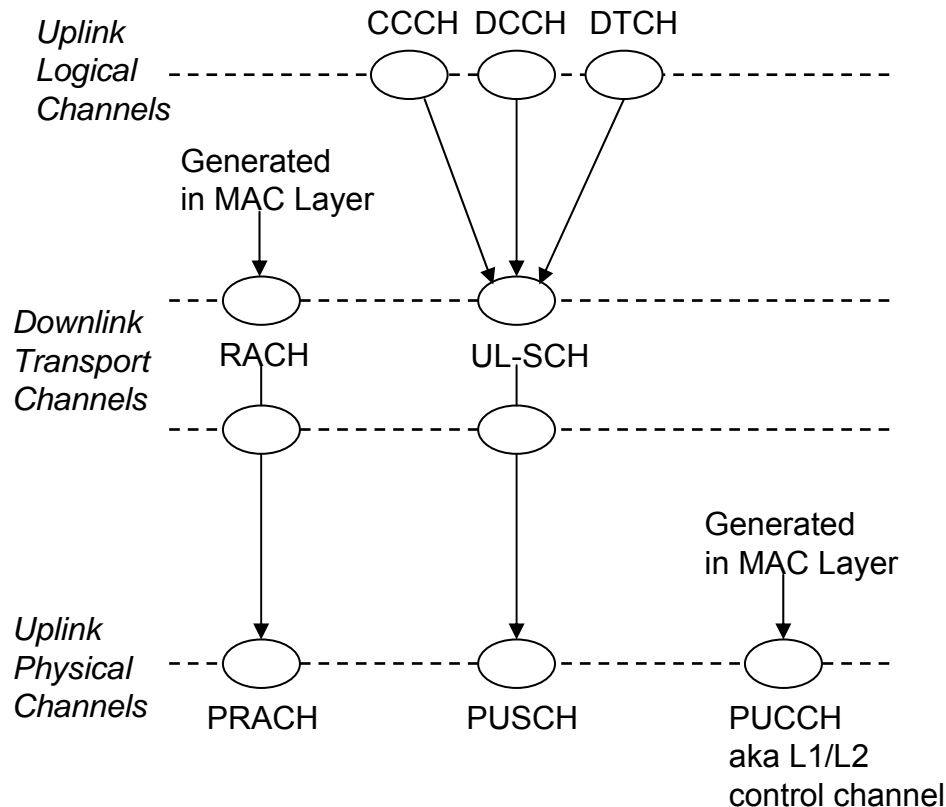 Uplink
Logical
Channels
CCCH DCCH DTCH
Generated
in MAC Layer
Downlink
Transport
Channels
RACH
UL-SCH
Generated
in MAC Layer
Uplink
Physical
Channels
PRACH
PUSCH
PUCCH
aka L1/L2
control channel